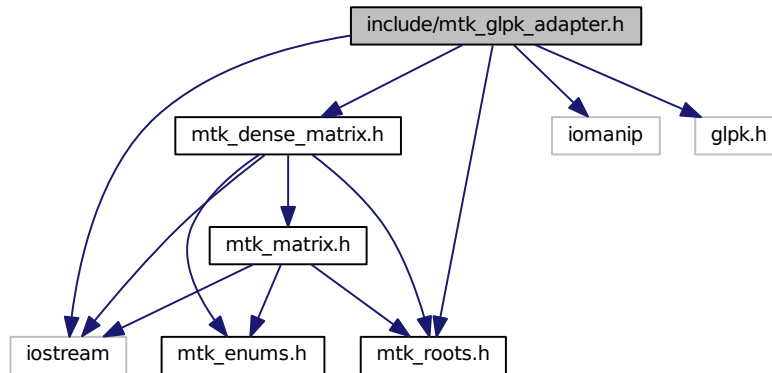 include/mtk_glpk_adapter.h
mtk_dense_matrix.h
iomanip
glpk.h
mtk_matrix.h
iostream
mtk_enums.h
mtk_roots.h